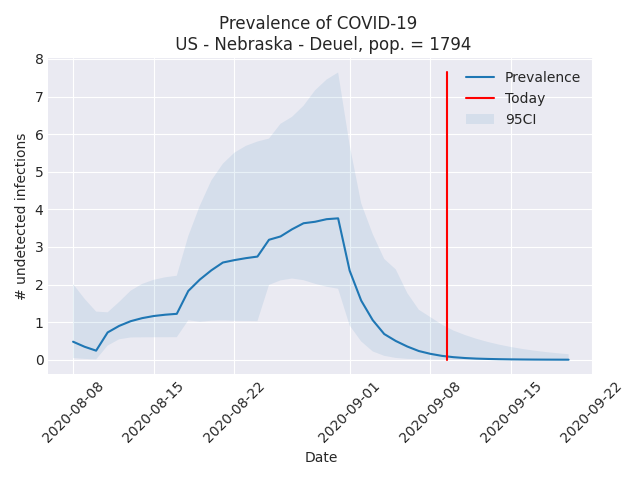 Prevalence of COVID-19
US - Nebraska - Deuel, pop. = 1794
8
7
6
5
4
3
2
1
0
# undetected infections
Prevalence
Today
95CI
2020-08-08
2020-08-15
2020-08-22
2020-09-01
2020-09-08
2020-09-15
2020-09-22
Date